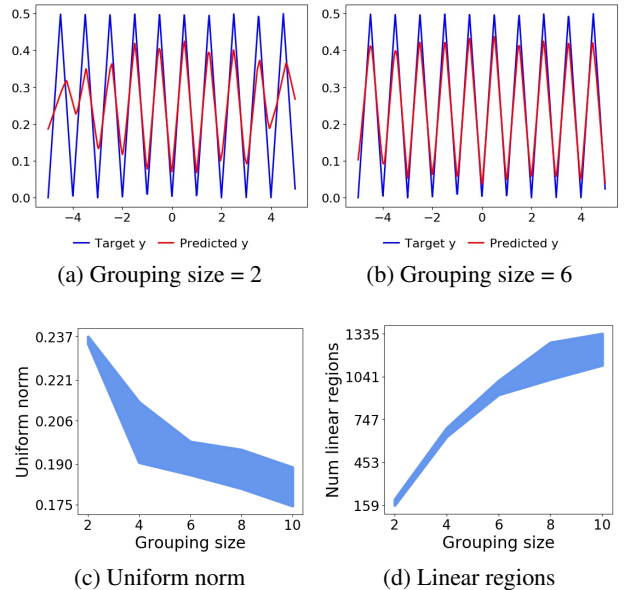 0.5
0.4
0.3
0.2
0.1
0.0
−4 −2 0 2 4
Target y Predicted y
(a) Grouping size = 2
0.5
0.4
0.3
0.2
0.1
0.0
−4 −2 0 2 4
Target y Predicted y
(b) Grouping size = 6
Uniform norm
0.237
0.221
0.206
0.190
0.175
2 4 6 8 10
Grouping size
(c) Uniform norm
Num linear regions
1335
1041
747
453
159
2 4 6 8 10
Grouping size
(d) Linear regions